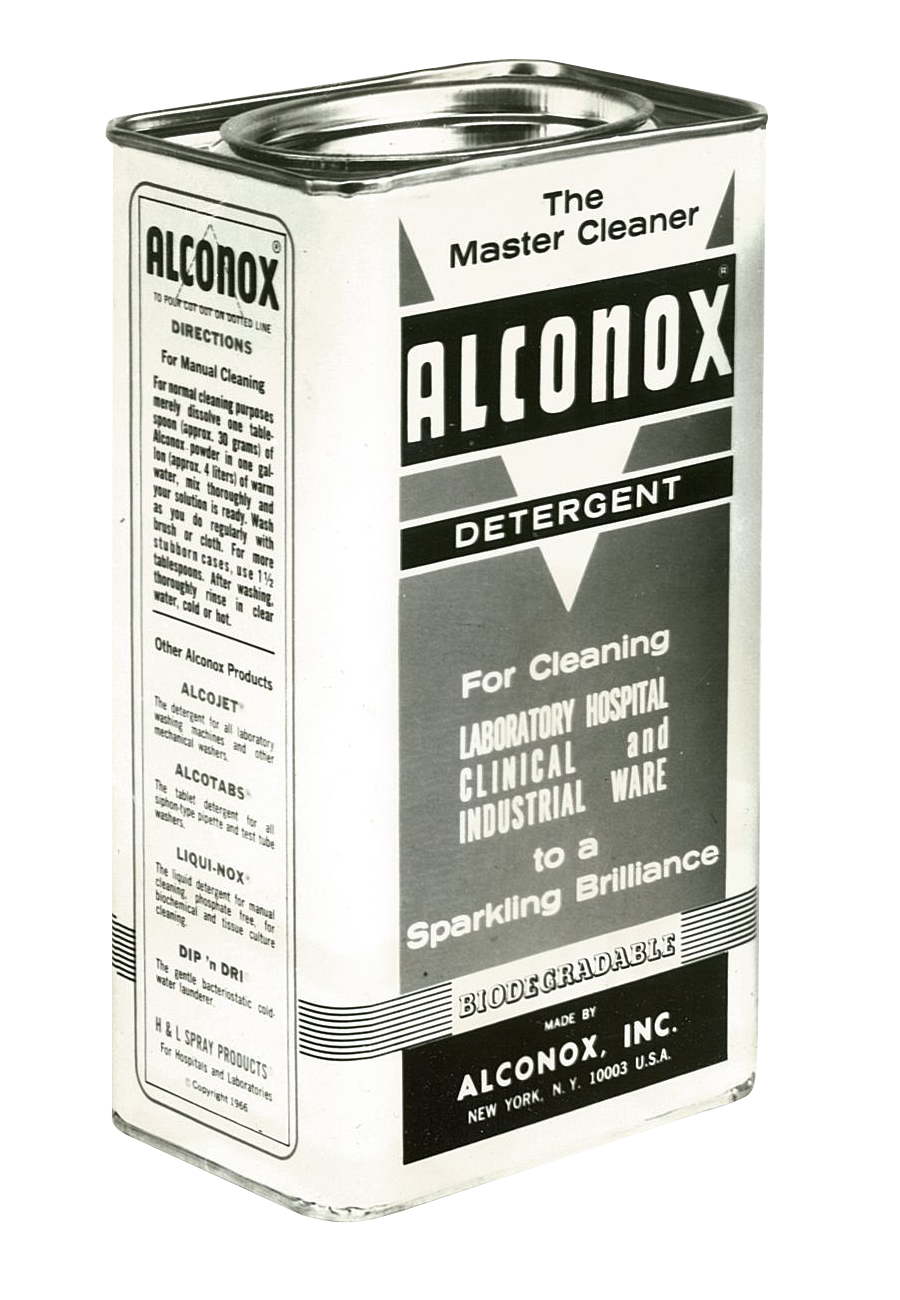 ALCONOX®
TO POUR CUT OUT ON DOTTED LINE
DIRECTIONS
For Manual Cleaning
For normal cleaning purposes
merely dissolve one table-
spoon (approx. 30 grams) of
Alconox powder in one gal-
lon (approx. 4 liters) of warm
water, mix thoroughly and
your solution is ready. Wash
as you do regularly with
brush or cloth. For more
stubborn cases, use 1½
tablespoons. After washing,
thoroughly rinse in clear
water, cold or hot.
Other Alconox Products
ALCOJET®
The detergent for all laboratory
washing machines and other
mechanical washers.
ALCOTABS®
The tablet detergent for all
siphon-type pipette and test tube
washers.
LIQUI-NOX®
The liquid detergent for manual
cleaning, phosphate free, for
biochemical and tissue culture
cleaning.
DIP 'n DRI
The gentle bacteriostatic cold-
water launderer.
H & L SPRAY PRODUCTS
For Hospitals and Laboratories
©Copyright 1966
The
Master Cleaner
ALCONOX®
DETERGENT
For Cleaning
LABORATORY HOSPITAL
CLINICAL and
INDUSTRIAL WARE
to a
Sparkling Brilliance
BIODEGRADABLE
MADE BY
ALCONOX, INC.
NEW YORK, N.Y. 10003 U.S.A.